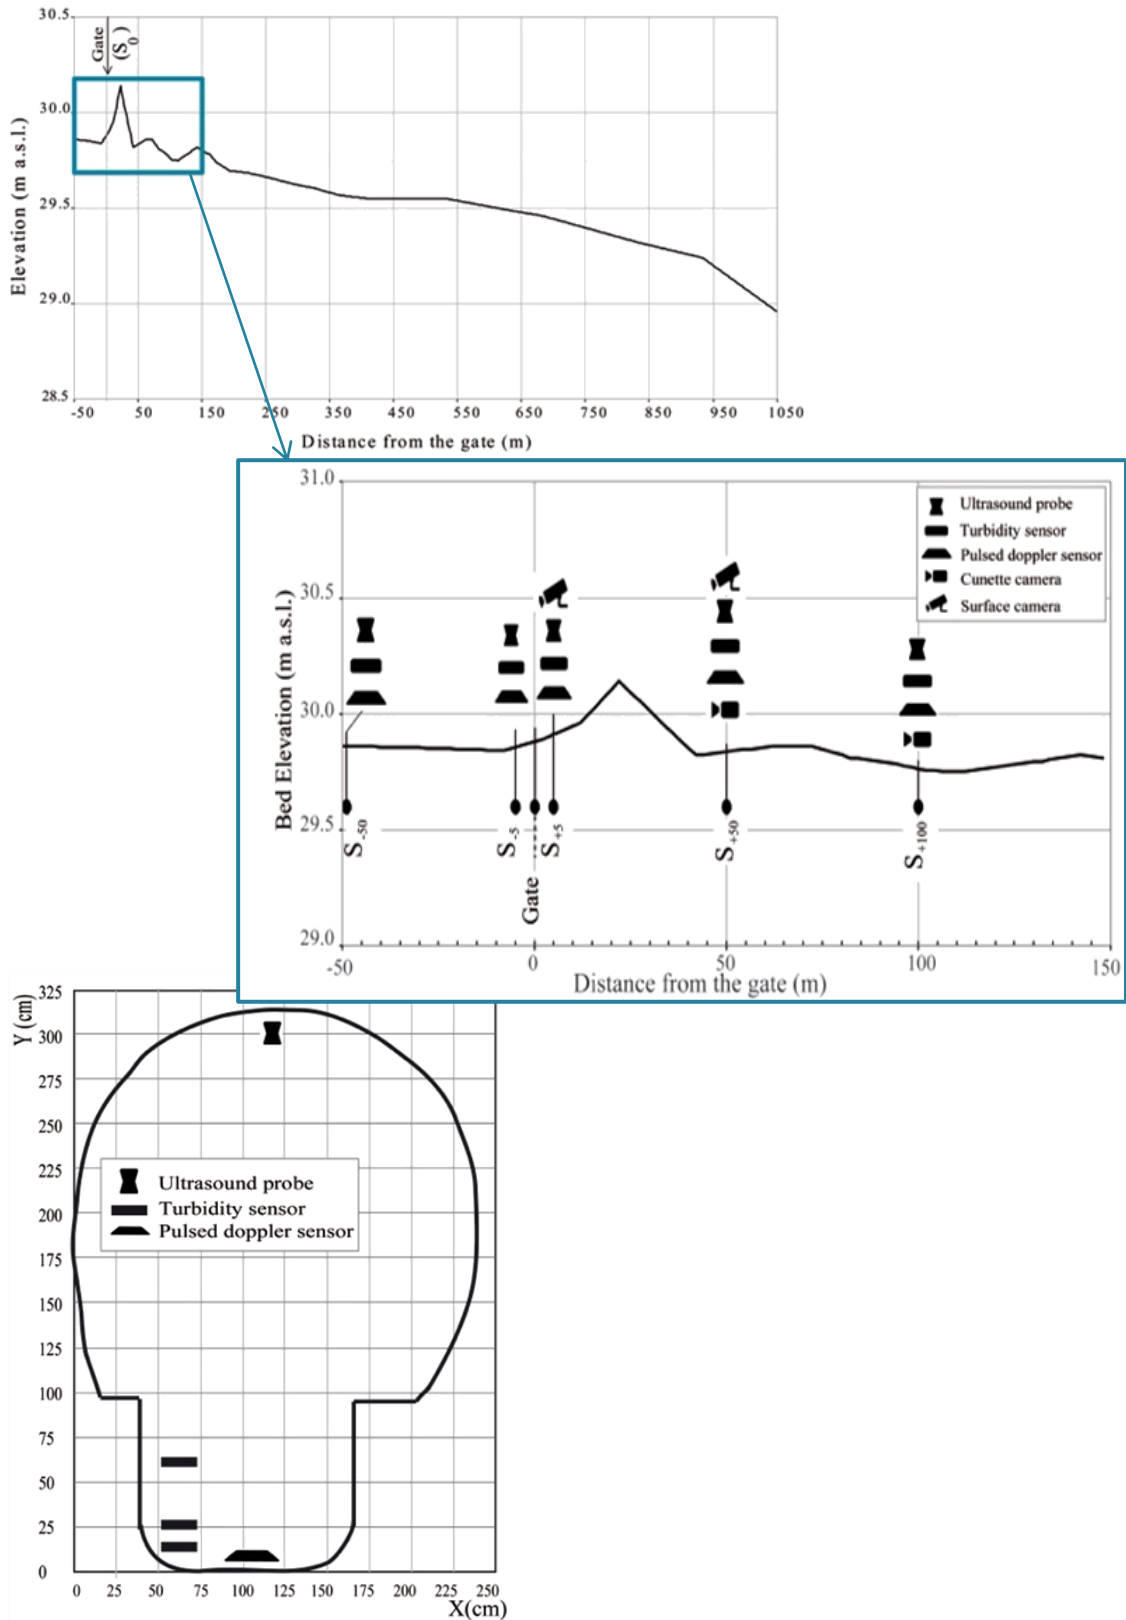 30.5
30.0
29.5
29.0
28.5
Elevation (m a.s.l.)
Gate
(S0)
-50 50 150 250 350 450 550 650 750 850 950 1050
Distance from the gate (m)
31.0
30.5
30.0
29.5
29.0
Bed Elevation (m a.s.l.)
Ultrasound probe
Turbidity sensor
Pulsed doppler sensor
Cunette camera
Surface camera
S-50
S-5
Gate
S+5
S+50
S+100
-50 0 50 100 150
Distance from the gate (m)
Y (cm)
325
300
275
250
225
200
175
150
125
100
75
50
25
0
Ultrasound probe
Turbidity sensor
Pulsed doppler sensor
0 25 50 75 100 125 150 175 200 225 250
X(cm)